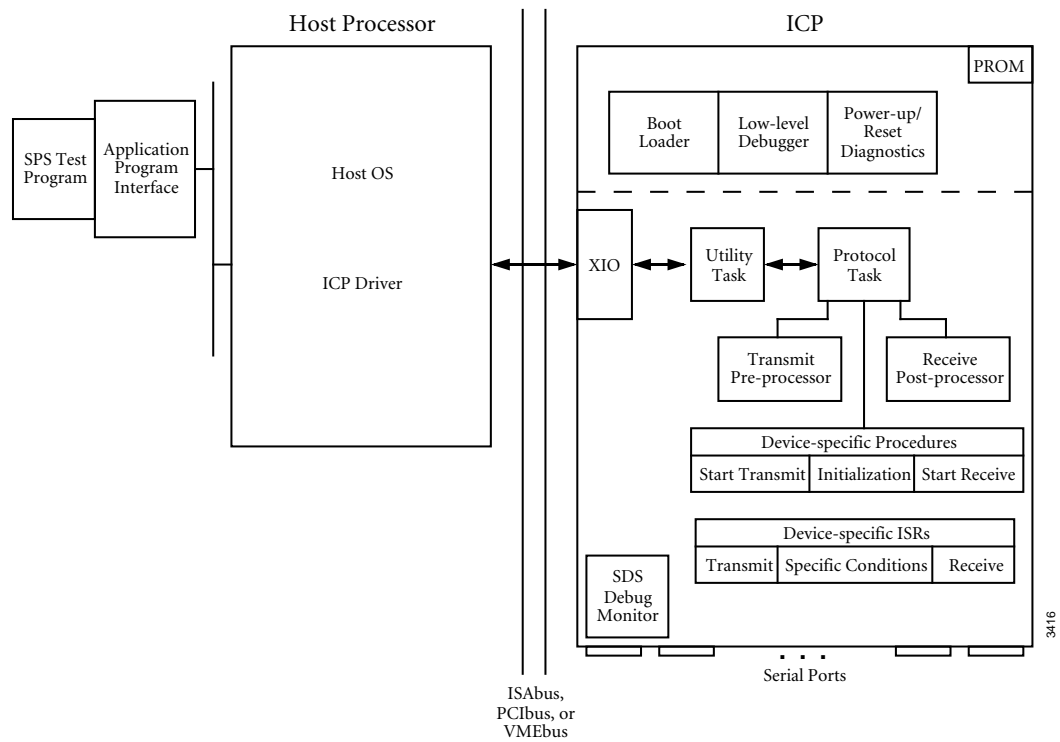 Host Processor
ICP
PROM
Boot
Loader
Low-level
Debugger
Power-up/
Reset
Diagnostics
SPS Test
Program
Application
Program
Interface
Host OS
ICP Driver
XIO
Utility
Task
Protocol
Task
Transmit
Pre-processor
Receive
Post-processor
Device-specific Procedures
Start Transmit
Initialization
Start Receive
Device-specific ISRs
Transmit
Specific Conditions
Receive
SDS
Debug
Monitor
3416
. . .
Serial Ports
ISAbus,
PCIbus, or
VMEbus